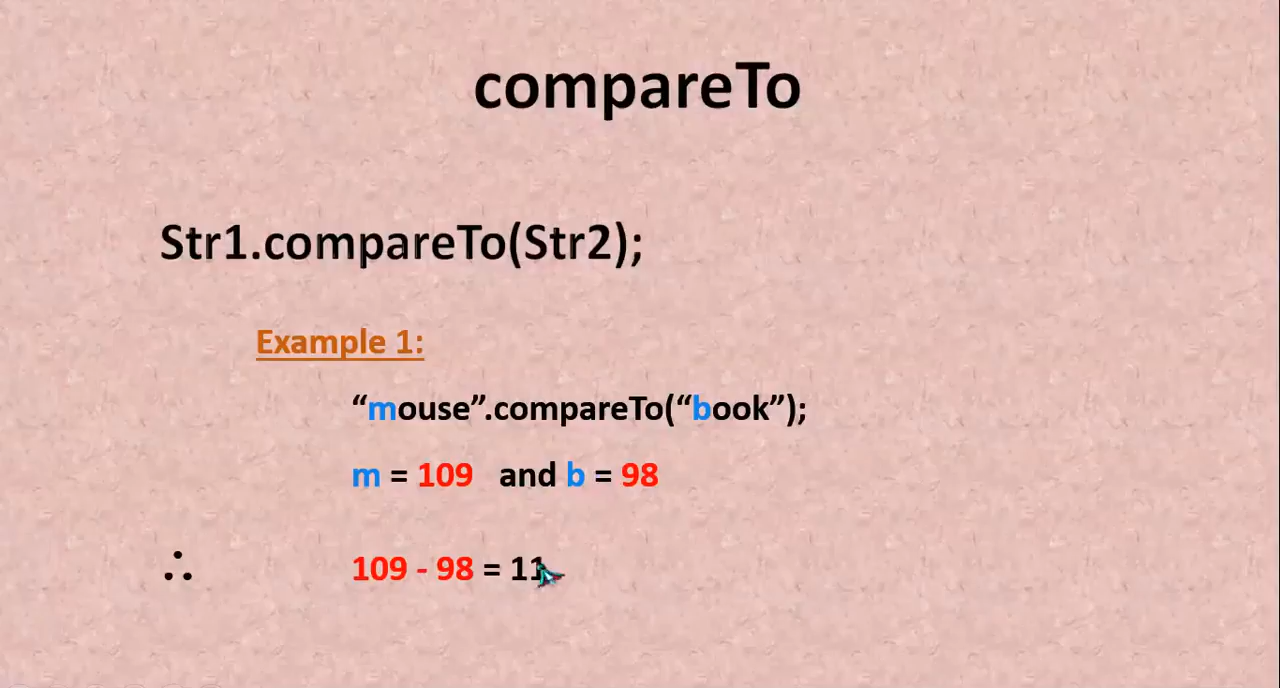 compareTo
Str1.compareTo(Str2);
Example 1:
“mouse”.compareTo(“book”);
m = 109 and b = 98
∴ 109 - 98 = 11